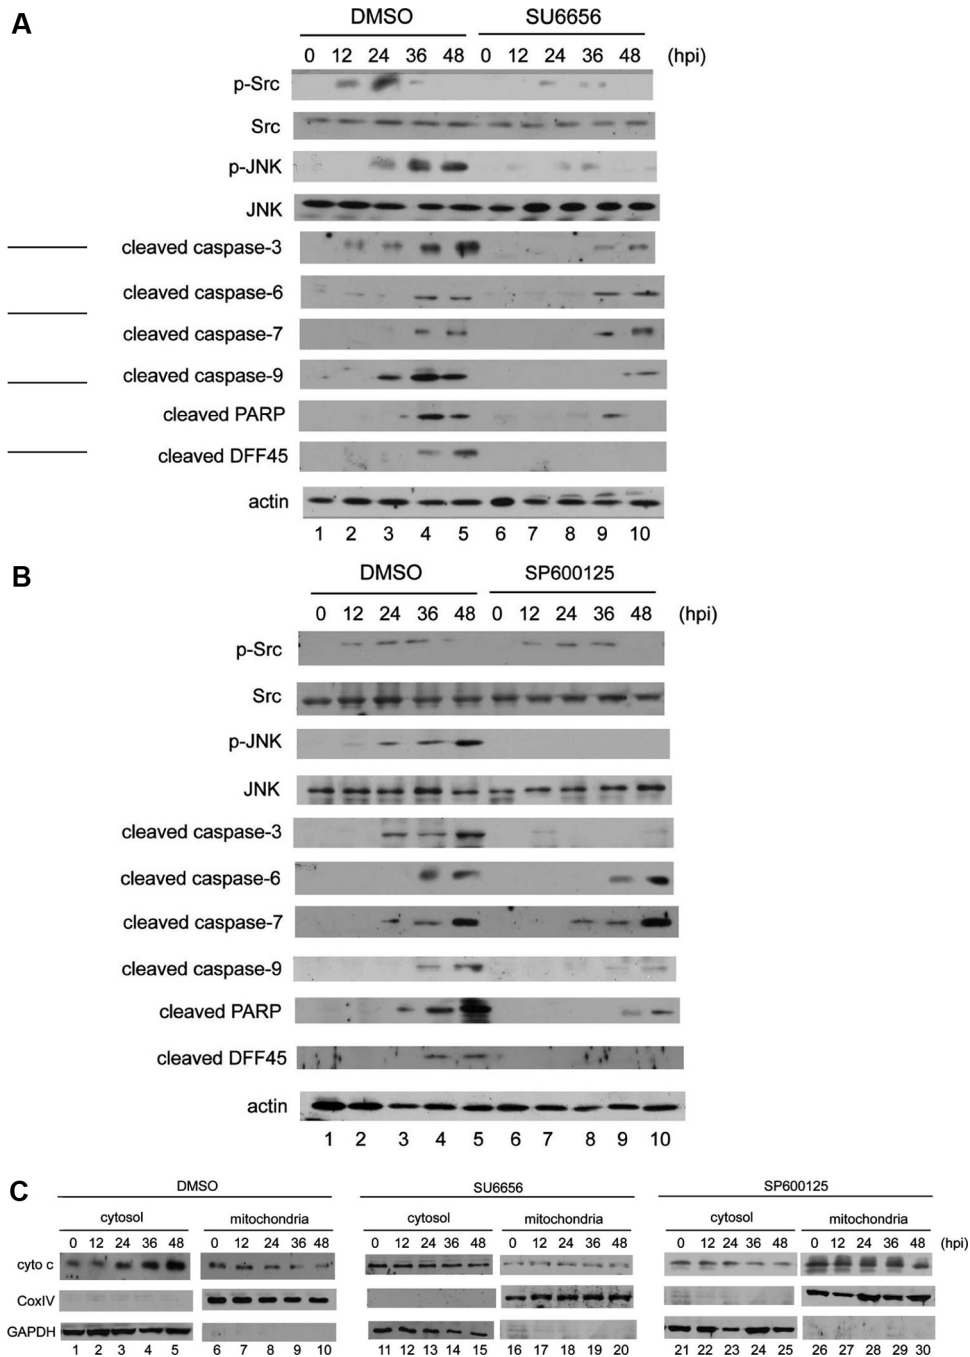 A
DMSO SU6656
0 12 24 36 48 0 12 24 36 48 (hpi)
p-Src
Src
p-JNK
JNK
cleaved caspase-3
cleaved caspase-6
cleaved caspase-7
cleaved caspase-9
cleaved PARP
cleaved DFF45
actin
1 2 3 4 5 6 7 8 9 10
B
DMSO SP600125
0 12 24 36 48 0 12 24 36 48 (hpi)
p-Src
Src
p-JNK
JNK
cleaved caspase-3
cleaved caspase-6
cleaved caspase-7
cleaved caspase-9
cleaved PARP
cleaved DFF45
actin
1 2 3 4 5 6 7 8 9 10
C
DMSO SU6656 SP600125
cytosol mitochondria cytosol mitochondria cytosol mitochondria
0 12 24 36 48 0 12 24 36 48 0 12 24 36 48 0 12 24 36 48 0 12 24 36 48 0 12 24 36 48 (hpi)
cyto c
CoxIV
GAPDH
1 2 3 4 5 6 7 8 9 10 11 12 13 14 15 16 17 18 19 20 21 22 23 24 25 26 27 28 29 30